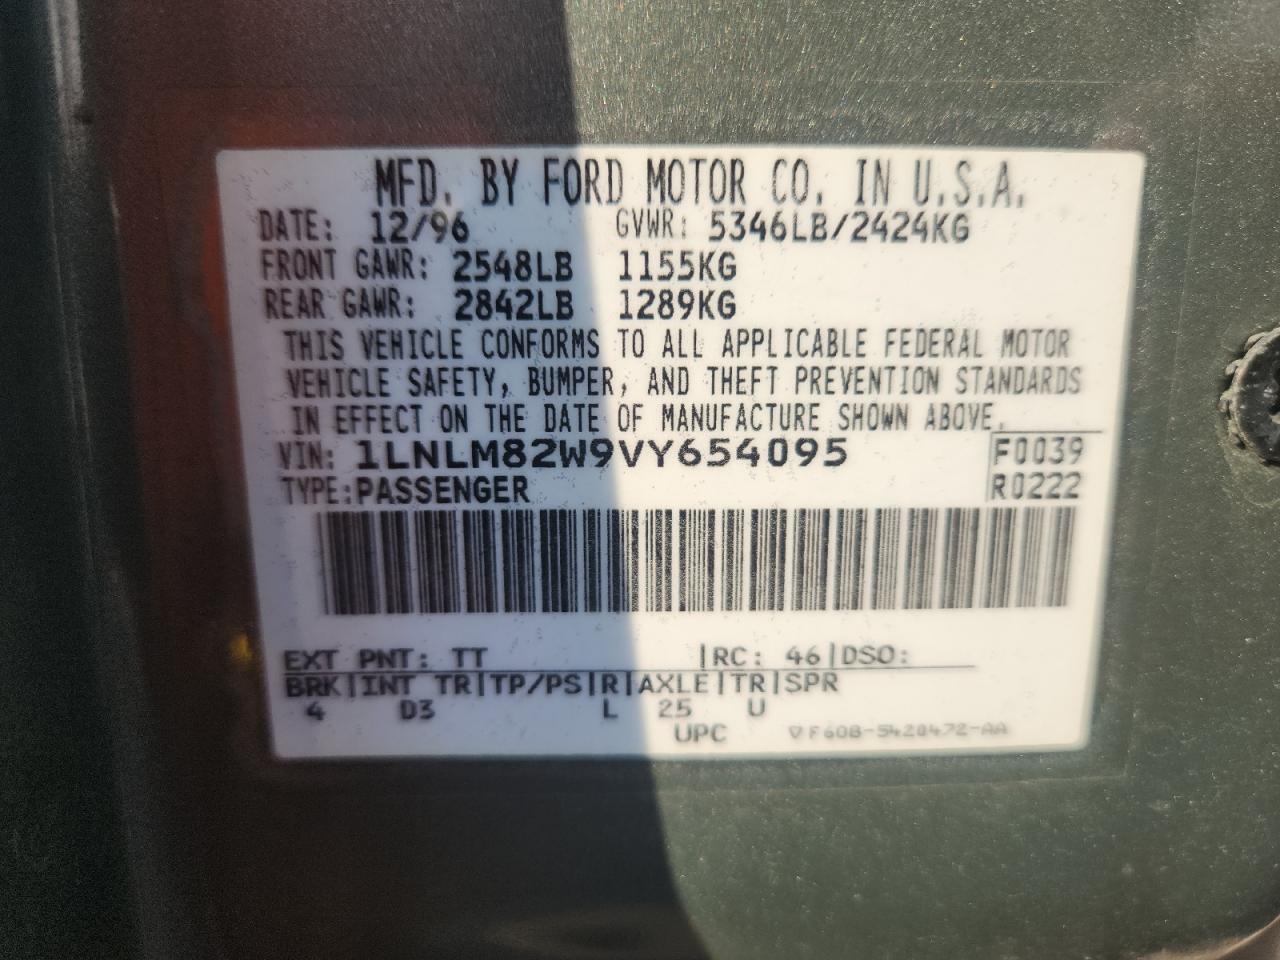 MFD. BY FORD MOTOR CO. IN U.S.A.
DATE: 12/96 GVWR: 5346LB/2424KG
FRONT GAWR: 2548LB 1155KG
REAR GAWR: 2842LB 1289KG
THIS VEHICLE CONFORMS TO ALL APPLICABLE FEDERAL MOTOR
VEHICLE SAFETY, BUMPER, AND THEFT PREVENTION STANDARDS
IN EFFECT ON THE DATE OF MANUFACTURE SHOWN ABOVE.
VIN: 1LNLM82W9VY654095 F0039
TYPE: PASSENGER R0222
EXT PNT: TT |RC: 46|DSO:
BRK|INT TR|TP/PS|R|AXLE|TR|SPR
4 D3 L 25 U
UPC ▽F60B-5420472-AA